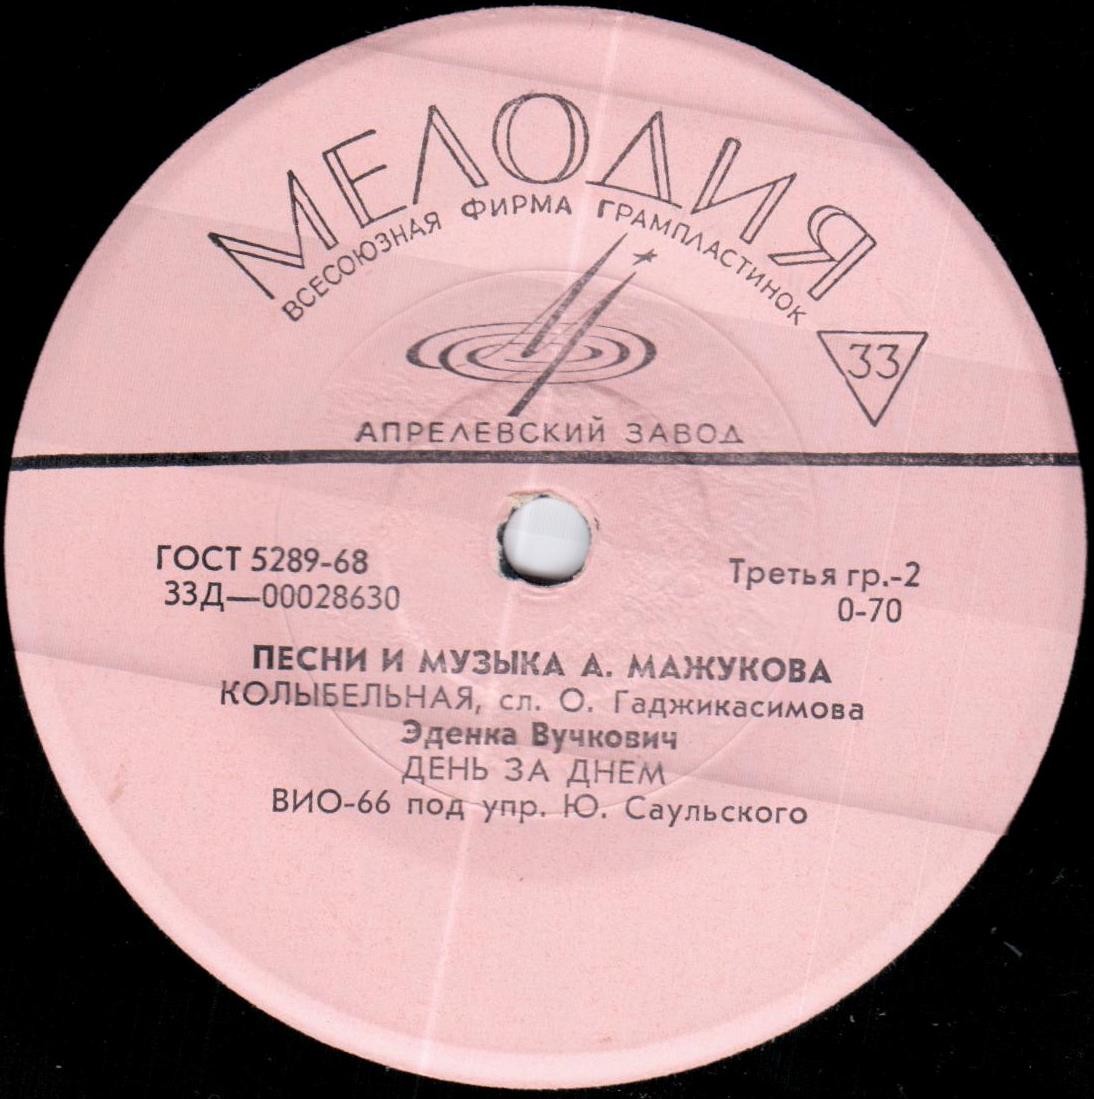 МЕЛОДИЯ
ВСЕСОЮЗНАЯ ФИРМА ГРАМПЛАСТИНОК
33
АПРЕЛЕВСКИЙ ЗАВОД
ГОСТ 5289-68
33Д—00028630
Третья гр.-2
0-70
ПЕСНИ И МУЗЫКА А. МАЖУКОВА
КОЛЫБЕЛЬНАЯ, сл. О. Гаджикасимова
Эденка Вучкович
ДЕНЬ ЗА ДНЕМ
ВИО-66 под упр. Ю. Саульского